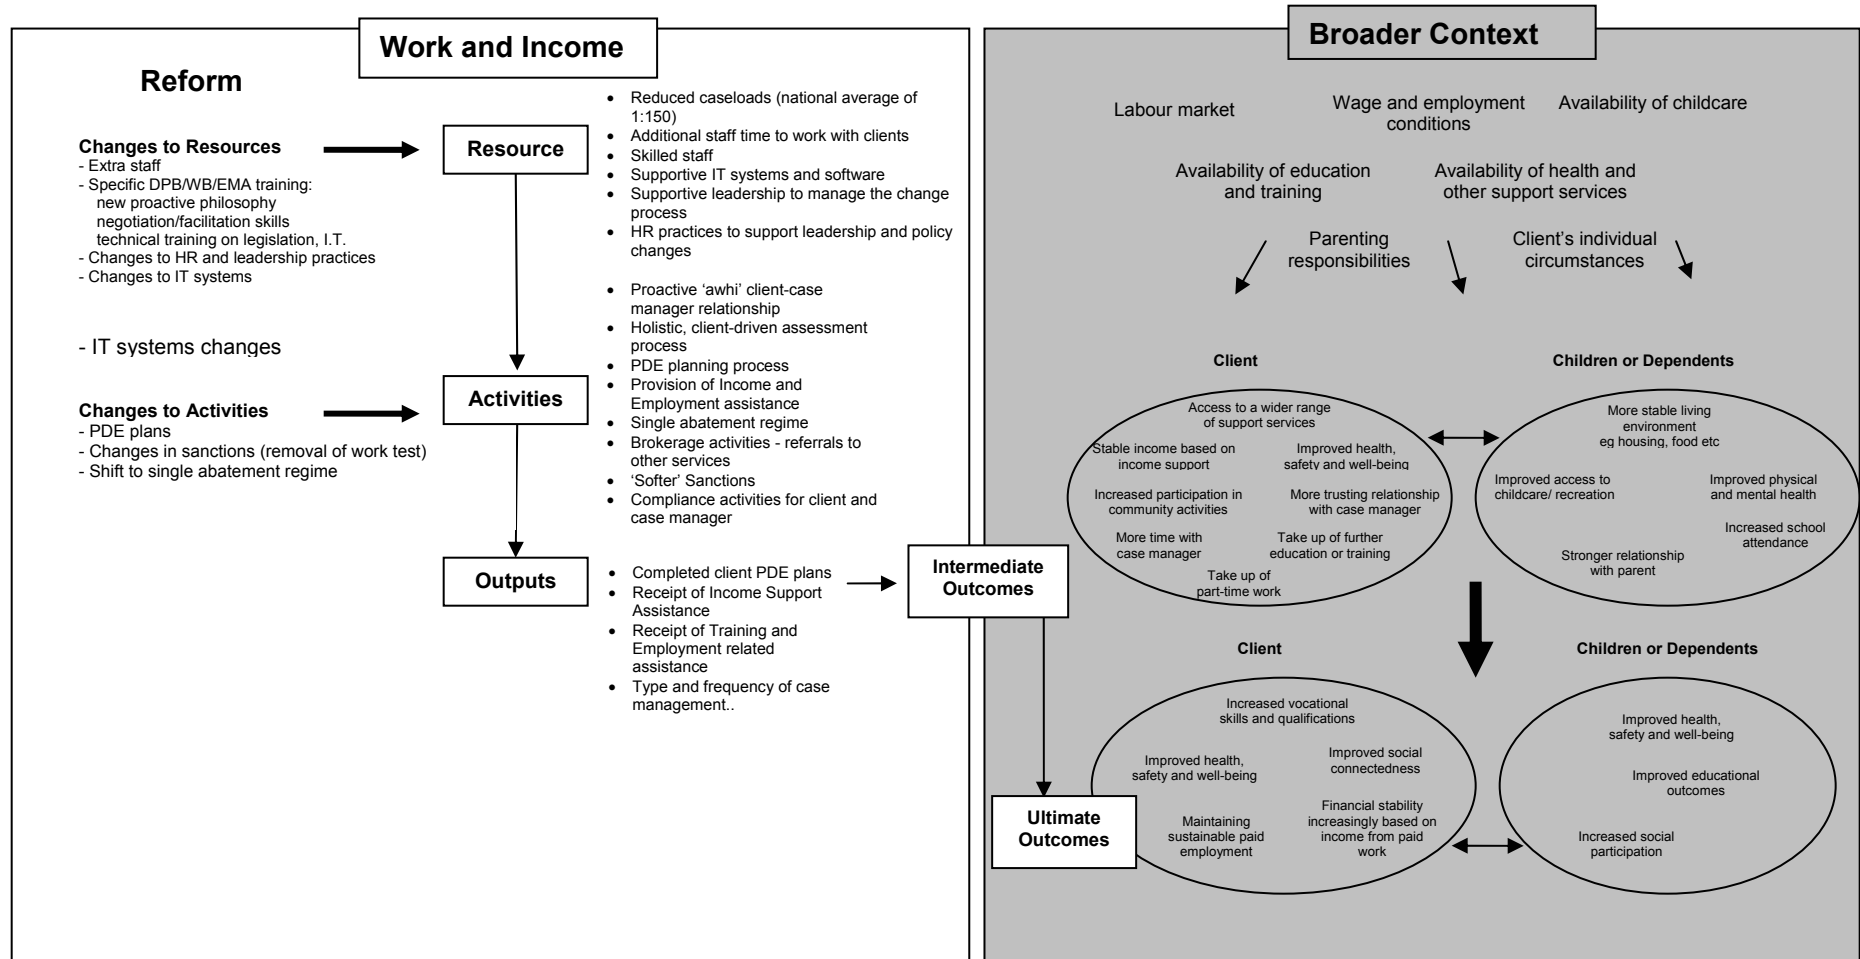 Work and Income
Reform
Changes to Resources
- Extra staff
- Specific DPB/WB/EMA training:
new proactive philosophy
negotiation/facilitation skills
technical training on legislation, I.T.
- Changes to HR and leadership practices
- Changes to IT systems
- IT systems changes
Changes to Activities
- PDE plans
- Changes in sanctions (removal of work test)
- Shift to single abatement regime
Resource
• Reduced caseloads (national average of
1:150)
• Additional staff time to work with clients
• Skilled staff
• Supportive IT systems and software
• Supportive leadership to manage the change
process
• HR practices to support leadership and policy
changes
Activities
• Proactive ‘awhi’ client-case
manager relationship
• Holistic, client-driven assessment
process
• PDE planning process
• Provision of Income and
Employment assistance
• Single abatement regime
• Brokerage activities - referrals to
other services
• ‘Softer’ Sanctions
• Compliance activities for client and
case manager
Outputs
• Completed client PDE plans
• Receipt of Income Support
Assistance
• Receipt of Training and
Employment related
assistance
• Type and frequency of case
management..
Broader Context
Labour market
Wage and employment
conditions
Availability of childcare
Availability of education
and training
Availability of health and
other support services
Parenting
responsibilities
Client’s individual
circumstances
Intermediate
Outcomes
Client
Access to a wider range
of support services
Stable income based on
income support
Improved health,
safety and well-being
Increased participation in
community activities
More trusting relationship
with case manager
More time with
case manager
Take up of further
education or training
Take up of
part-time work
Children or Dependents
More stable living
environment
eg housing, food etc
Improved access to
childcare/ recreation
Improved physical
and mental health
Increased school
attendance
Stronger relationship
with parent
Ultimate
Outcomes
Client
Increased vocational
skills and qualifications
Improved health,
safety and well-being
Improved social
connectedness
Maintaining
sustainable paid
employment
Financial stability
increasingly based on
income from paid
work
Children or Dependents
Improved health,
safety and well-being
Improved educational
outcomes
Increased social
participation